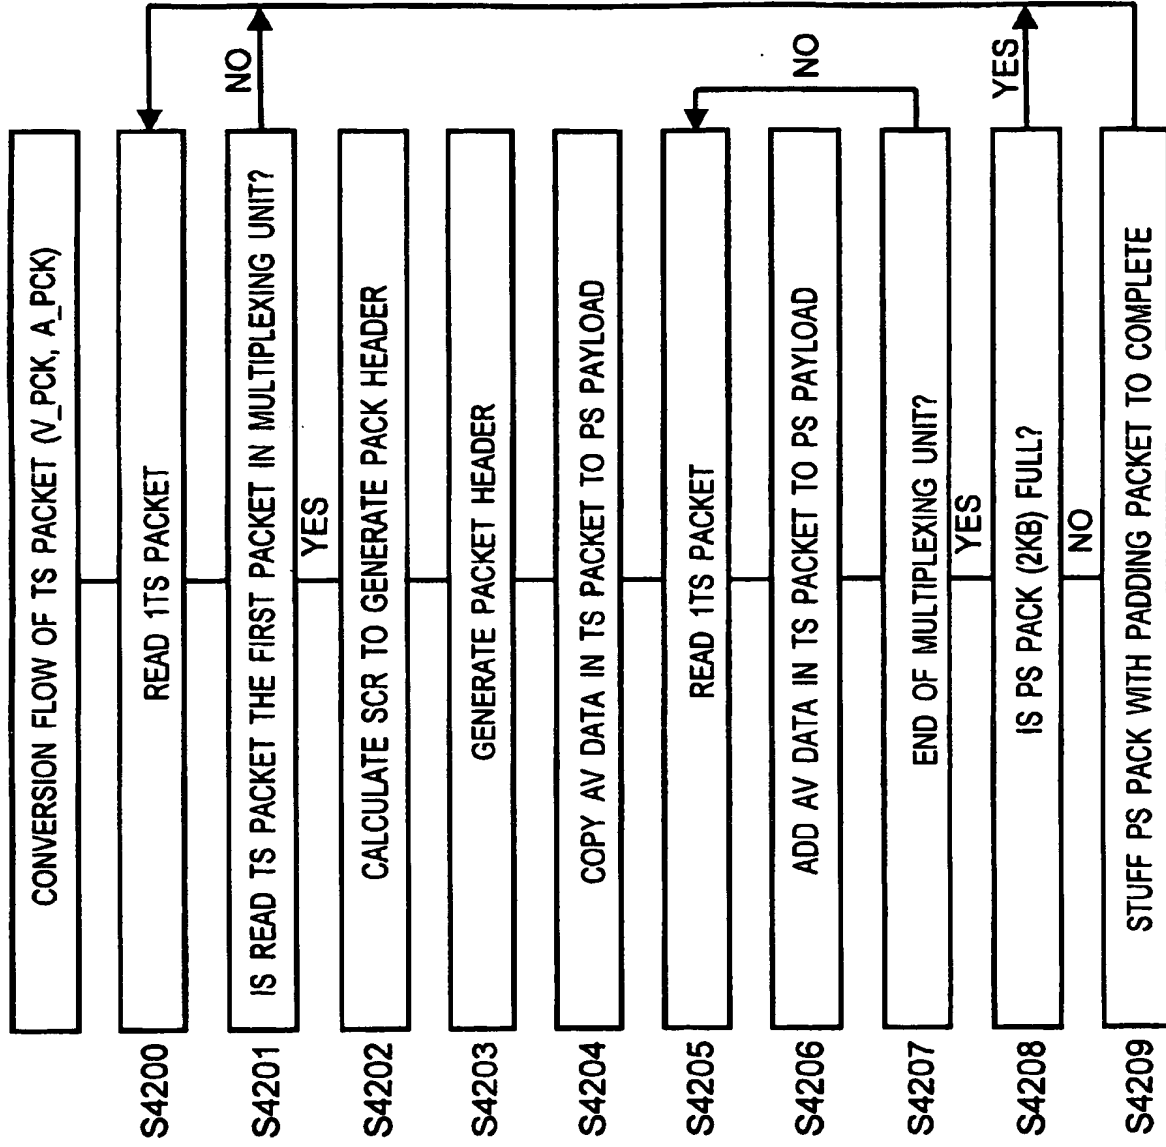 CONVERSION FLOW OF TS PACKET (V_PCK, A_PCK)
S4200
READ 1TS PACKET
S4201
IS READ TS PACKET THE FIRST PACKET IN MULTIPLEXING UNIT?
NO
YES
S4202
CALCULATE SCR TO GENERATE PACK HEADER
S4203
GENERATE PACKET HEADER
S4204
COPY AV DATA IN TS PACKET TO PS PAYLOAD
S4205
READ 1TS PACKET
S4206
ADD AV DATA IN TS PACKET TO PS PAYLOAD
NO
S4207
END OF MULTIPLEXING UNIT?
YES
S4208
IS PS PACK (2KB) FULL?
YES
NO
S4209
STUFF PS PACK WITH PADDING PACKET TO COMPLETE